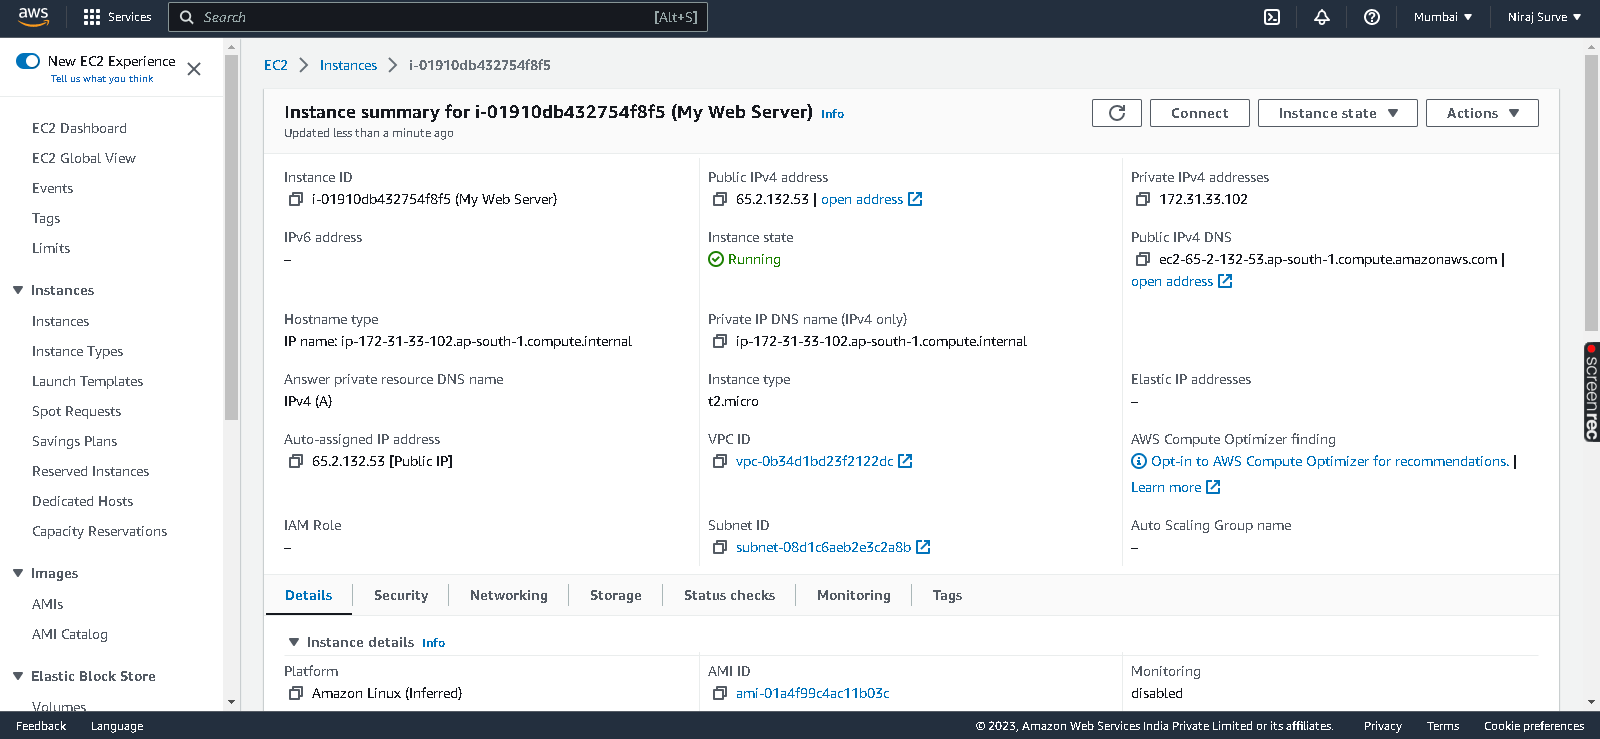 aws
Services
Search [Alt+S]
Mumbai ▼
Niraj Surve ▼
New EC2 Experience
Tell us what you think
EC2 Dashboard
EC2 Global View
Events
Tags
Limits
Instances
Instances
Instance Types
Launch Templates
Spot Requests
Savings Plans
Reserved Instances
Dedicated Hosts
Capacity Reservations
Images
AMIs
AMI Catalog
Elastic Block Store
Volumes
EC2 > Instances > i-01910db432754f8f5
Instance summary for i-01910db432754f8f5 (My Web Server) Info
Updated less than a minute ago
Connect
Instance state ▼
Actions ▼
Instance ID
i-01910db432754f8f5 (My Web Server)
Public IPv4 address
65.2.132.53 | open address
Private IPv4 addresses
172.31.33.102
IPv6 address
–
Instance state
Running
Public IPv4 DNS
ec2-65-2-132-53.ap-south-1.compute.amazonaws.com |
open address
Hostname type
IP name: ip-172-31-33-102.ap-south-1.compute.internal
Private IP DNS name (IPv4 only)
ip-172-31-33-102.ap-south-1.compute.internal
Answer private resource DNS name
IPv4 (A)
Instance type
t2.micro
Elastic IP addresses
–
Auto-assigned IP address
65.2.132.53 [Public IP]
VPC ID
vpc-0b34d1bd23f2122dc
AWS Compute Optimizer finding
Opt-in to AWS Compute Optimizer for recommendations. |
Learn more
IAM Role
–
Subnet ID
subnet-08d1c6aeb2e3c2a8b
Auto Scaling Group name
–
Details
Security
Networking
Storage
Status checks
Monitoring
Tags
Instance details Info
Platform
Amazon Linux (Inferred)
AMI ID
ami-01a4f99c4ac11b03c
Monitoring
disabled
screenrec
Feedback
Language
© 2023, Amazon Web Services India Private Limited or its affiliates.
Privacy
Terms
Cookie preferences